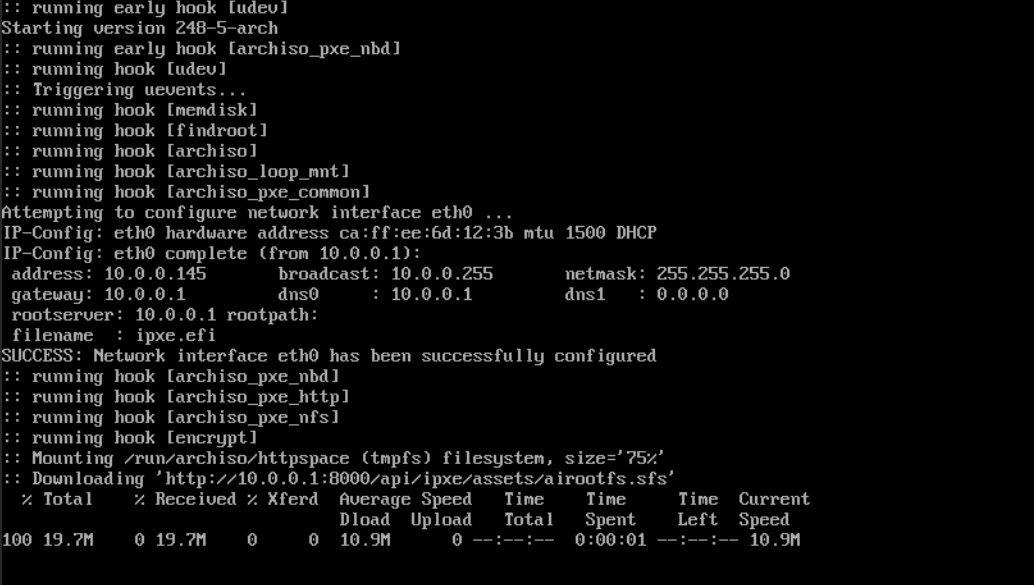 :: running early hook [udev]
Starting version 248-5-arch
:: running early hook [archiso_pxe_nbd]
:: running hook [udev]
:: Triggering uevents...
:: running hook [memdisk]
:: running hook [findroot]
:: running hook [archiso]
:: running hook [archiso_loop_mnt]
:: running hook [archiso_pxe_common]
Attempting to configure network interface eth0 ...
IP-Config: eth0 hardware address ca:ff:ee:6d:12:3b mtu 1500 DHCP
IP-Config: eth0 complete (from 10.0.0.1):
address: 10.0.0.145 broadcast: 10.0.0.255 netmask: 255.255.255.0
gateway: 10.0.0.1 dns0 : 10.0.0.1 dns1 : 0.0.0.0
rootserver: 10.0.0.1 rootpath:
filename : ipxe.efi
SUCCESS: Network interface eth0 has been successfully configured
:: running hook [archiso_pxe_nbd]
:: running hook [archiso_pxe_http]
:: running hook [archiso_pxe_nfs]
:: running hook [encrypt]
:: Mounting /run/archiso/httpspace (tmpfs) filesystem, size='75%'
:: Downloading 'http://10.0.0.1:8000/api/ipxe/assets/airootfs.sfs'
% Total % Received % Xferd Average Speed Time Time Time Current
Dload Upload Total Spent Left Speed
100 19.7M 0 19.7M 0 0 10.9M 0 --:--:-- 0:00:01 --:--:-- 10.9M